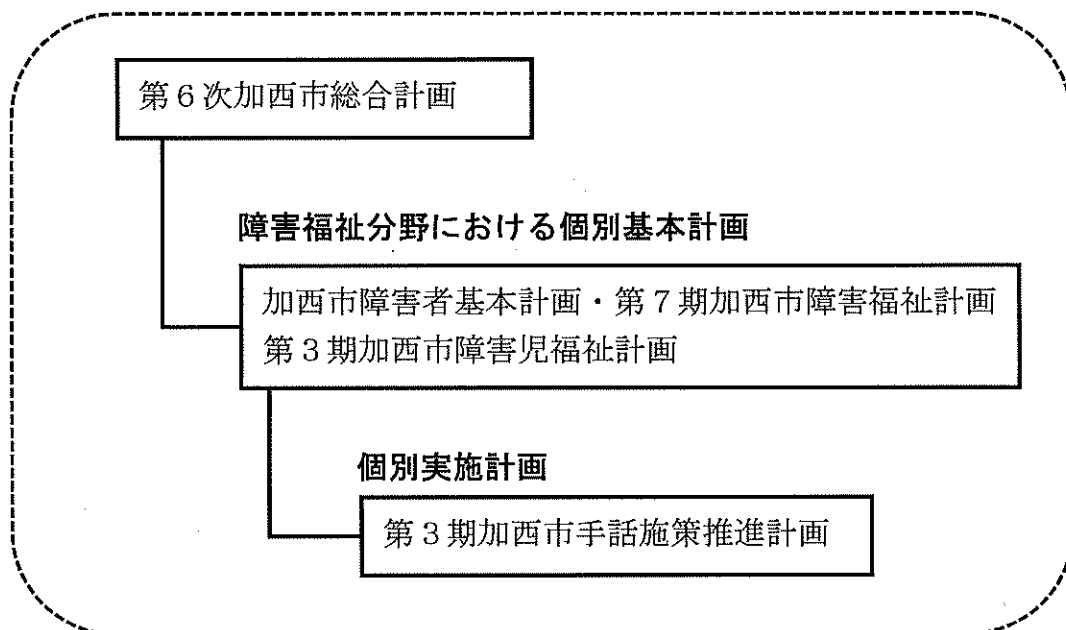 第６次加西市総合計画
障害福祉分野における個別基本計画
加西市障害者基本計画・第７期加西市障害福祉計画
第３期加西市障害児福祉計画
個別実施計画
第３期加西市手話施策推進計画